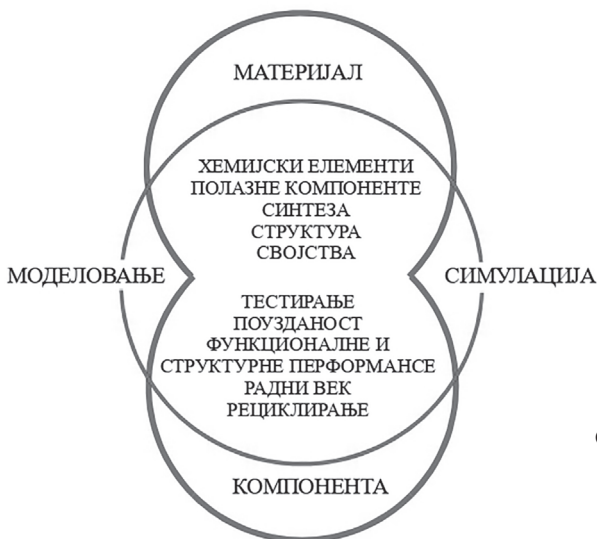 МАТЕРИЈАЛ
ХЕМИЈСКИ ЕЛЕМЕНТИ
ПОЛАЗНЕ КОМПОНЕНТЕ
СИНТЕЗА
СТРУКТУРА
СВОЈСТВА
МОДЕЛОВАЊЕ
СИМУЛАЦИЈА
ТЕСТИРАЊЕ
ПОУЗДАНОСТ
ФУНКЦИОНАЛНЕ И
СТРУКТУРНЕ ПЕРФОРМАНСЕ
РАДНИ ВЕК
РЕЦИКЛИРАЊЕ
КОМПОНЕНТА